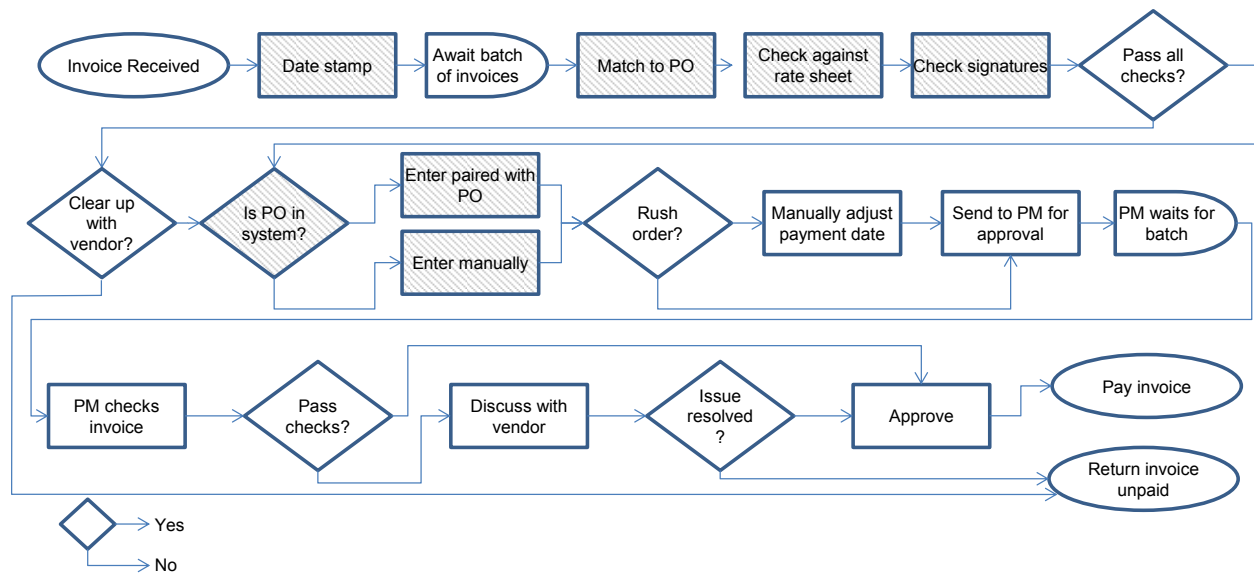 Invoice Received
Date stamp
Await batch
of invoices
Match to PO
Check against
rate sheet
Check signatures
Pass all
checks?
Clear up
with
vendor?
Is PO in
system?
Enter paired with
PO
Enter manually
Rush
order?
Manually adjust
payment date
Send to PM for
approval
PM waits for
batch
PM checks
invoice
Pass
checks?
Discuss with
vendor
Issue
resolved
?
Approve
Pay invoice
Return invoice
unpaid
Yes
No